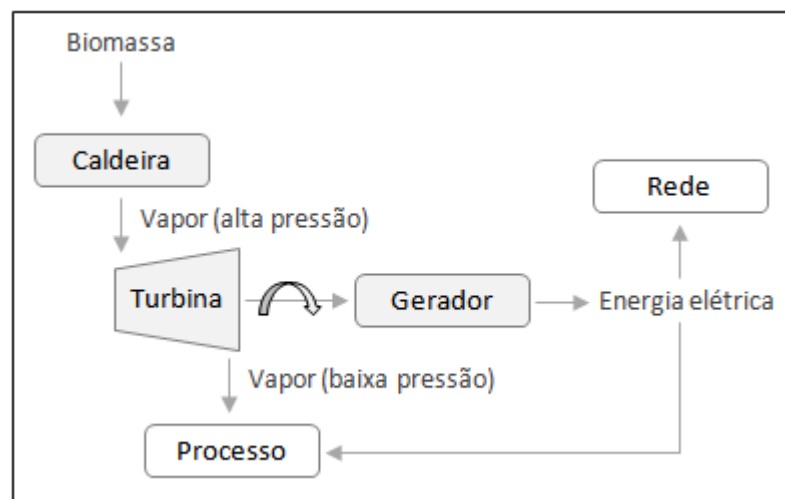 Biomassa
Caldeira
Vapor (alta pressão)
Rede
Turbina
Gerador
Energia elétrica
Vapor (baixa pressão)
Processo